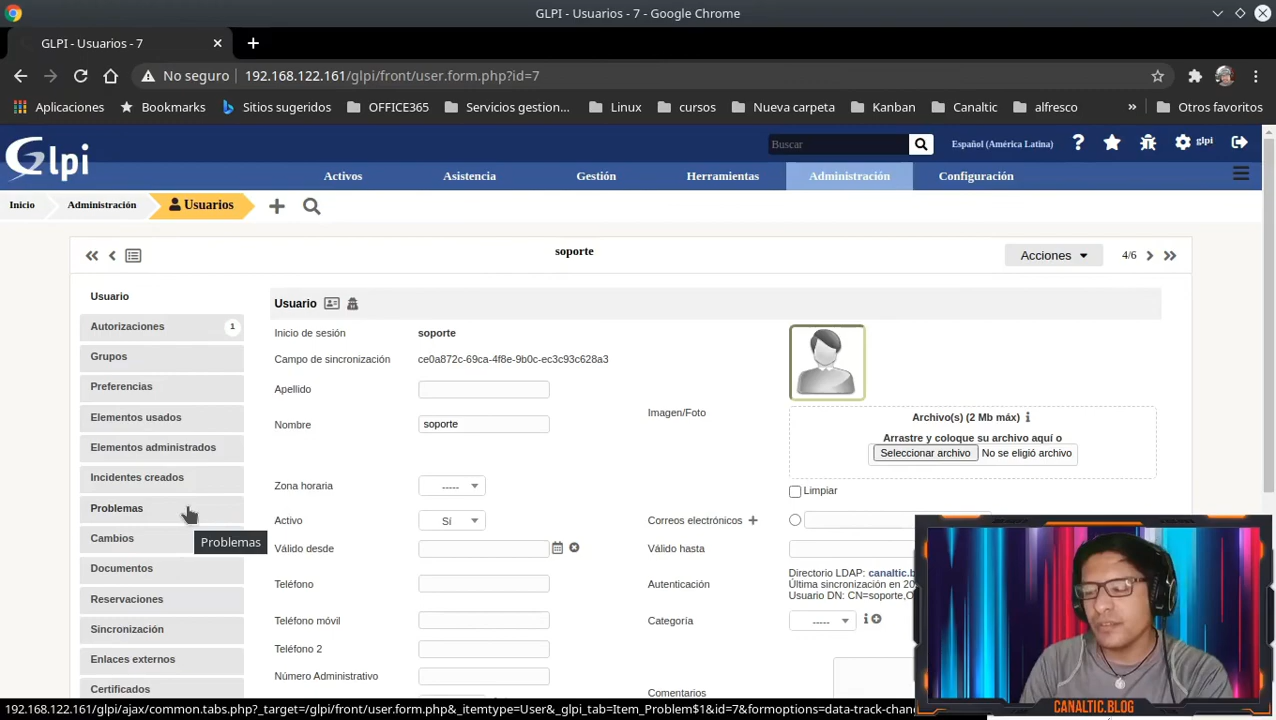 GLPI - Usuarios - 7 - Google Chrome
GLPI - Usuarios - 7
No seguro 192.168.122.161/glpi/front/user.form.php?id=7
Aplicaciones Bookmarks Sitios sugeridos OFFICE365 Servicios gestion... Linux cursos Nueva carpeta Kanban Canaltic alfresco » Otros favoritos
Glpi Buscar Español (América Latina) ? glpi
Activos Asistencia Gestión Herramientas Administración Configuración
Inicio Administración Usuarios
soporte Acciones 4/6
Usuario
Autorizaciones 1
Grupos
Preferencias
Elementos usados
Elementos administrados
Incidentes creados
Problemas
Problemas
Cambios
Documentos
Reservaciones
Sincronización
Enlaces externos
Certificados
Usuario
Inicio de sesión soporte
Campo de sincronización ce0a872c-69ca-4f8e-9b0c-ec3c93c628a3
Apellido
Nombre soporte
Zona horaria -----
Activo Sí
Válido desde
Teléfono
Teléfono móvil
Teléfono 2
Número Administrativo
Imagen/Foto
Archivo(s) (2 Mb máx)
Arrastre y coloque su archivo aquí o
Seleccionar archivo No se eligió archivo
Limpiar
Correos electrónicos
Válido hasta
Autenticación
Directorio LDAP: canaltic.b
Última sincronización en 20
Usuario DN: CN=soporte,O
Categoría -----
Comentarios
CANALTIC.BLOG
192.168.122.161/glpi/ajax/common.tabs.php?_target=/glpi/front/user.form.php&_itemtype=User&_glpi_tab=Item_Problem$1&id=7&formoptions=data-track-chan